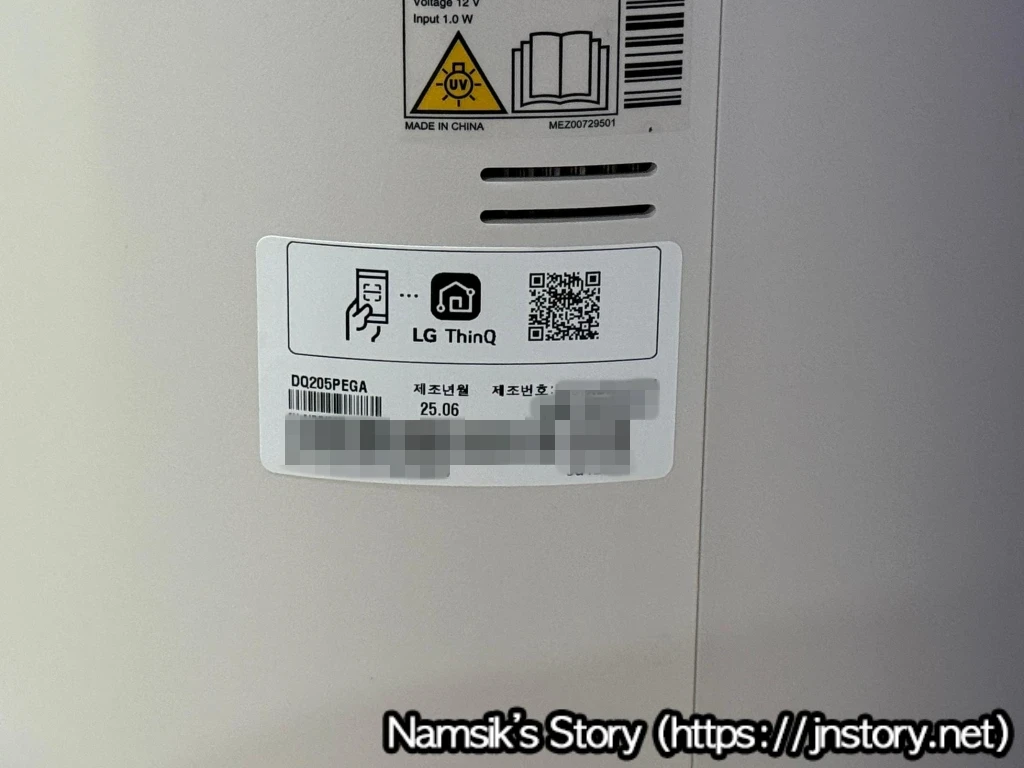 Voltage 12 V
Input 1.0 W
UV
MADE IN CHINA
MEZ00729501
LG ThinQ
DQ205PEGA
제조년월
제조번호:
25.06
Namsik's Story (https://jnstory.net)